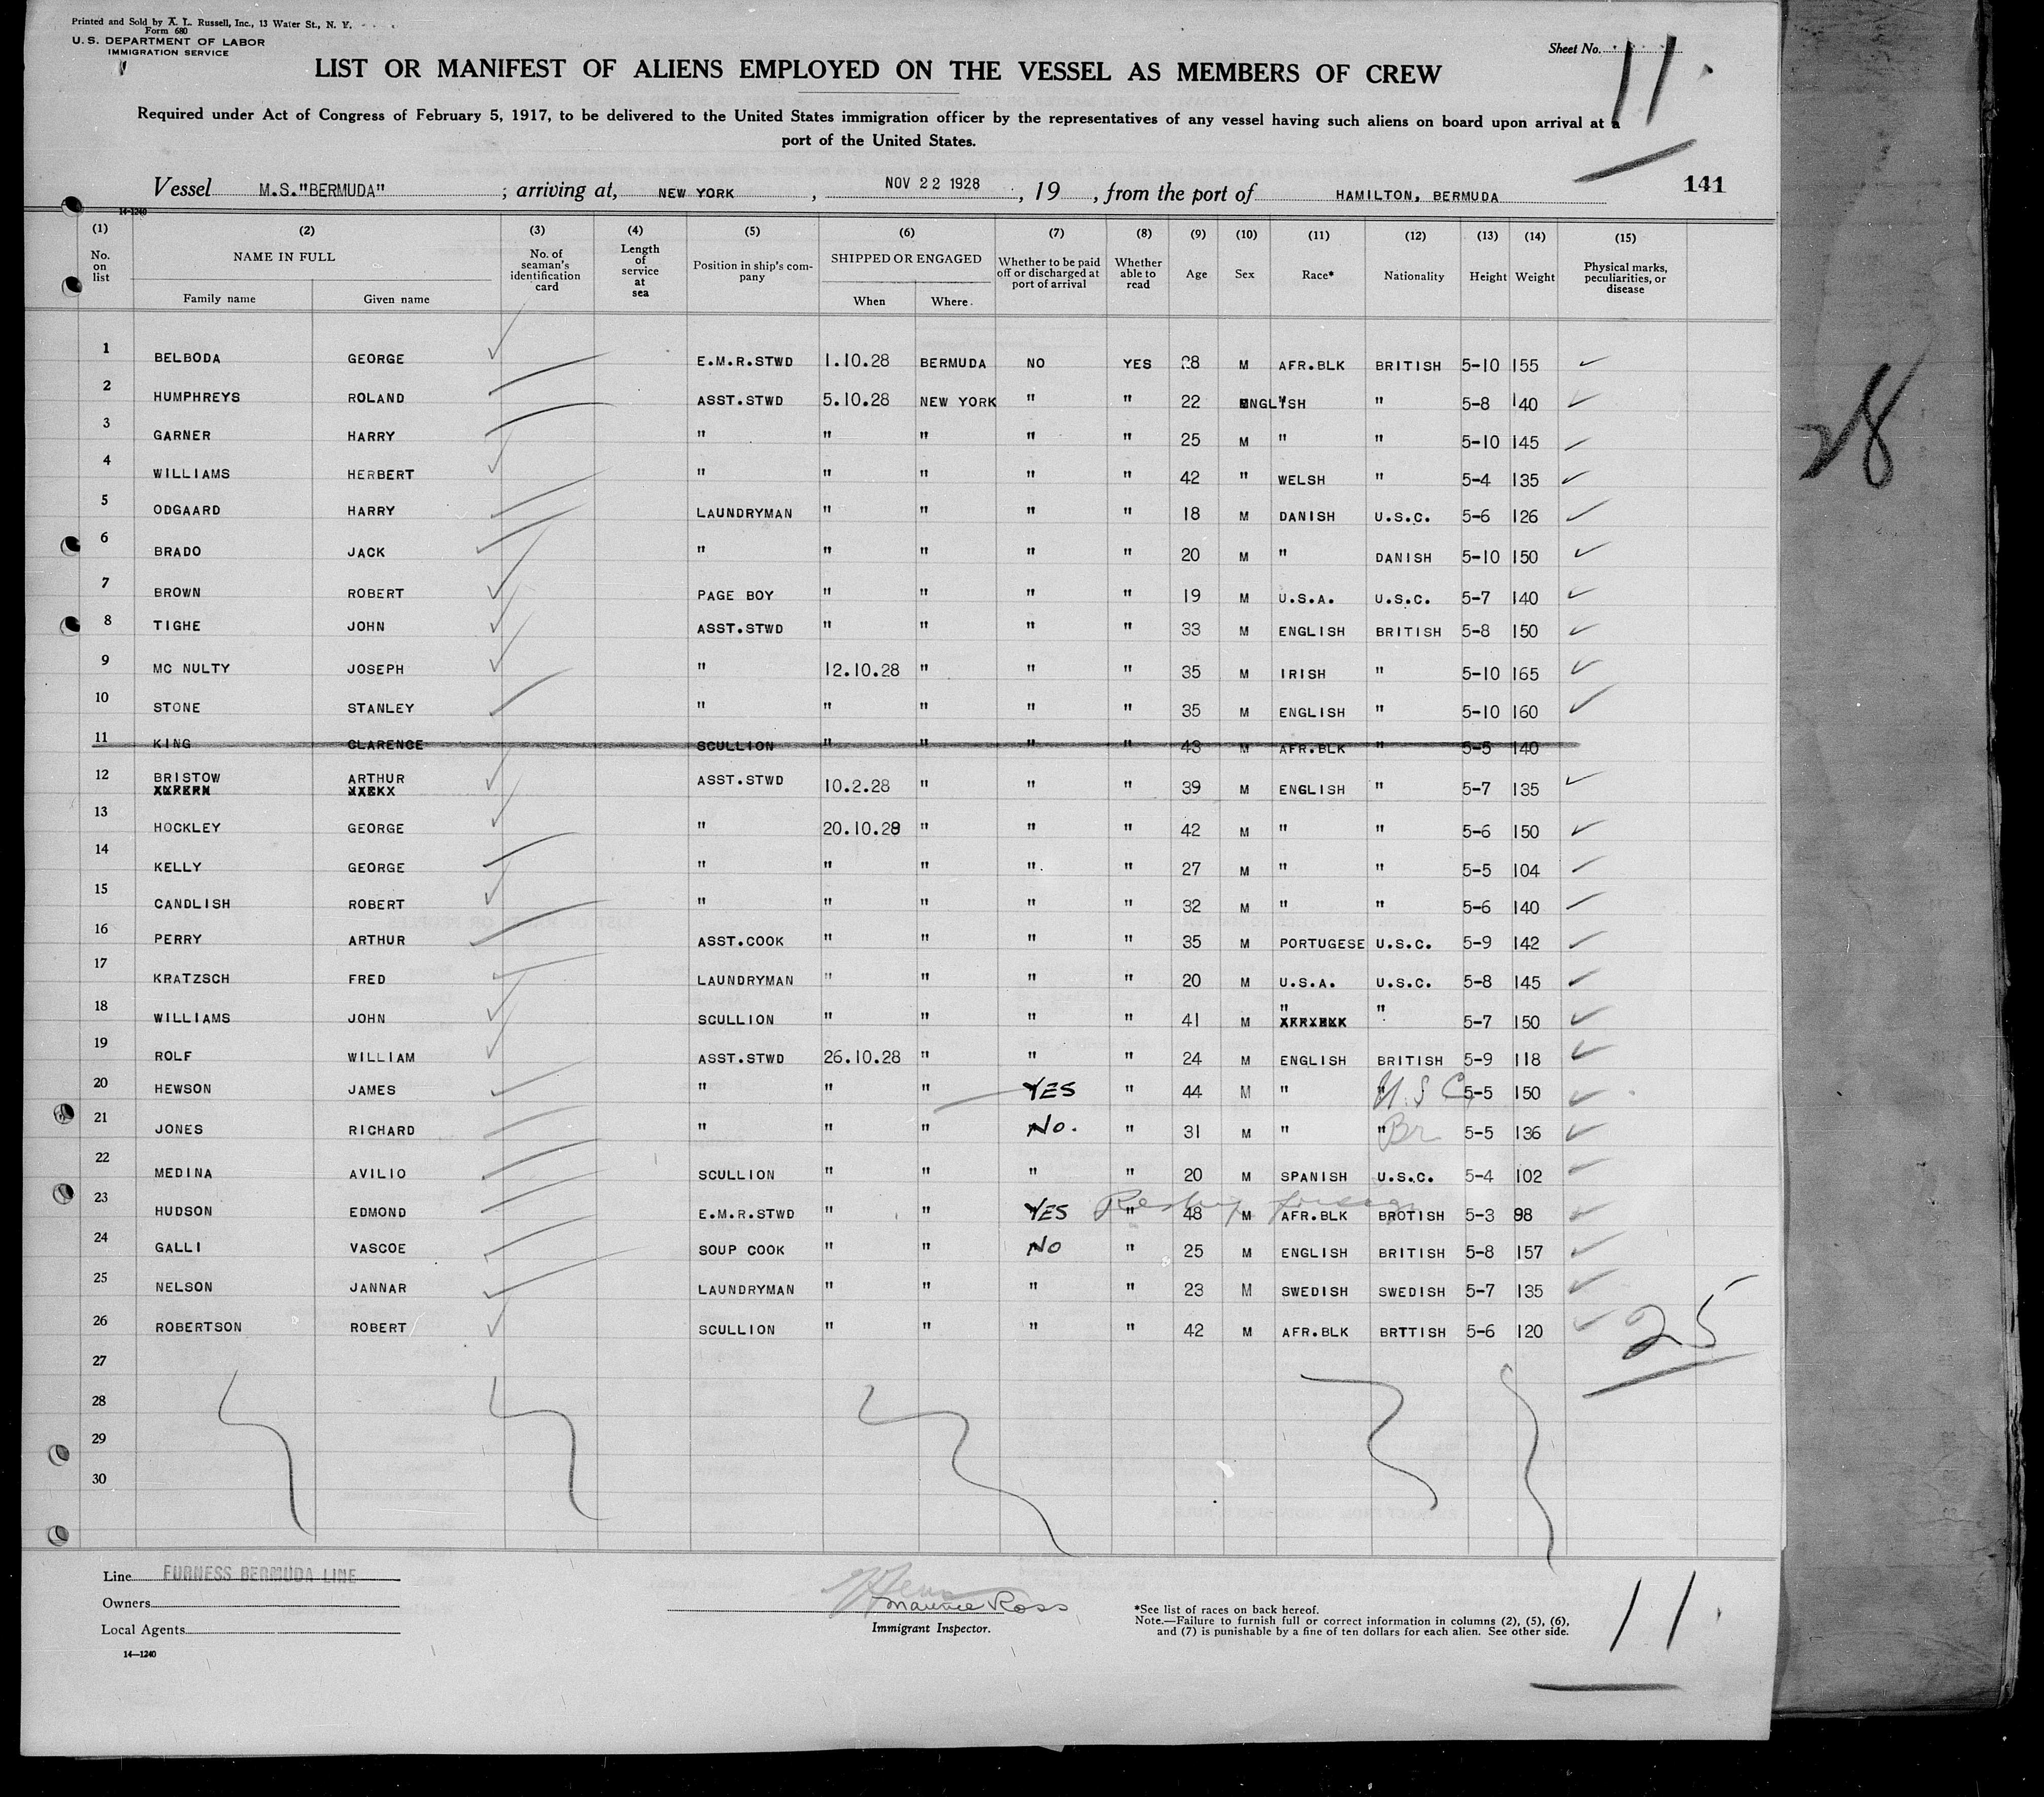 Printed and Sold by A. L. Russell, Inc., 13 Water St., N. Y.
Form 680
U. S. DEPARTMENT OF LABOR
IMMIGRATION SERVICE
Sheet No. 11
LIST OR MANIFEST OF ALIENS EMPLOYED ON THE VESSEL AS MEMBERS OF CREW
Required under Act of Congress of February 5, 1917, to be delivered to the United States immigration officer by the representatives of any vessel having such aliens on board upon arrival at a
port of the United States.
Vessel M.S."BERMUDA" ; arriving at, NEW YORK , NOV 22 1928 , 19 , from the port of HAMILTON, BERMUDA
141
14-1240
(1) (2) (3) (4) (5) (6) (7) (8) (9) (10) (11) (12) (13) (14) (15)
No. on list NAME IN FULL Family name Given name No. of seaman's identification card Length of service at sea Position in ship's company SHIPPED OR ENGAGED When Where. Whether to be paid off or discharged at port of arrival Whether able to read Age Sex Race* Nationality Height Weight Physical marks, peculiarities, or disease
1 BELBODA GEORGE E.M.R.STWD 1.10.28 BERMUDA NO YES 28 M AFR.BLK BRITISH 5-10 155
2 HUMPHREYS ROLAND ASST.STWD 5.10.28 NEW YORK " " 22 ENGLISH " 5-8 140
3 GARNER HARRY " " " " " 25 M " " 5-10 145
4 WILLIAMS HERBERT " " " " " 42 " WELSH " 5-4 135
5 ODGAARD HARRY LAUNDRYMAN " " " " 18 M DANISH U.S.C. 5-6 126
6 BRADO JACK " " " " " 20 M " DANISH 5-10 150
7 BROWN ROBERT PAGE BOY " " " " 19 M U.S.A. U.S.C. 5-7 140
8 TIGHE JOHN ASST.STWD " " " " 33 M ENGLISH BRITISH 5-8 150
9 MC NULTY JOSEPH " 12.10.28 " " " 35 M IRISH " 5-10 165
10 STONE STANLEY " " " " " 35 M ENGLISH " 5-10 160
11 KING CLARENCE SCULLION " " " " 43 M AFR.BLK " 5-5 140
12 BRISTOW ARTHUR ASST.STWD 10.2.28 " " " 39 M ENGLISH " 5-7 135
13 HOCKLEY GEORGE " 20.10.28 " " " 42 M " " 5-6 150
14 KELLY GEORGE " " " " " 27 M " " 5-5 104
15 CANDLISH ROBERT " " " " " 32 M " " 5-6 140
16 PERRY ARTHUR ASST.COOK " " " " 35 M PORTUGESE U.S.C. 5-9 142
17 KRATZSCH FRED LAUNDRYMAN " " " " 20 M U.S.A. U.S.C. 5-8 145
18 WILLIAMS JOHN SCULLION " " " " 41 M " " 5-7 150
19 ROLF WILLIAM ASST.STWD 26.10.28 " " " 24 M ENGLISH BRITISH 5-9 118
20 HEWSON JAMES " " " YES " 44 M " " U.S.C. 5-5 150
21 JONES RICHARD " " " No. " 31 M " " Br 5-5 136
22 MEDINA AVILIO SCULLION " " " " 20 M SPANISH U.S.C. 5-4 102
23 HUDSON EDMOND E.M.R.STWD " " YES " 48 M AFR.BLK BROTISH 5-3 98
24 GALLI VASCOE SOUP COOK " " NO " 25 M ENGLISH BRITISH 5-8 157
25 NELSON JANNAR LAUNDRYMAN " " " " 23 M SWEDISH SWEDISH 5-7 135
26 ROBERTSON ROBERT SCULLION " " " " 42 M AFR.BLK BRTTISH 5-6 120
25
27
28
29
30
28
Line FURNESS BERMUDA LINE
Owners
Local Agents
14—1240
Maurice Ross
Immigrant Inspector.
*See list of races on back hereof.
Note.—Failure to furnish full or correct information in columns (2), (5), (6),
and (7) is punishable by a fine of ten dollars for each alien. See other side.
11